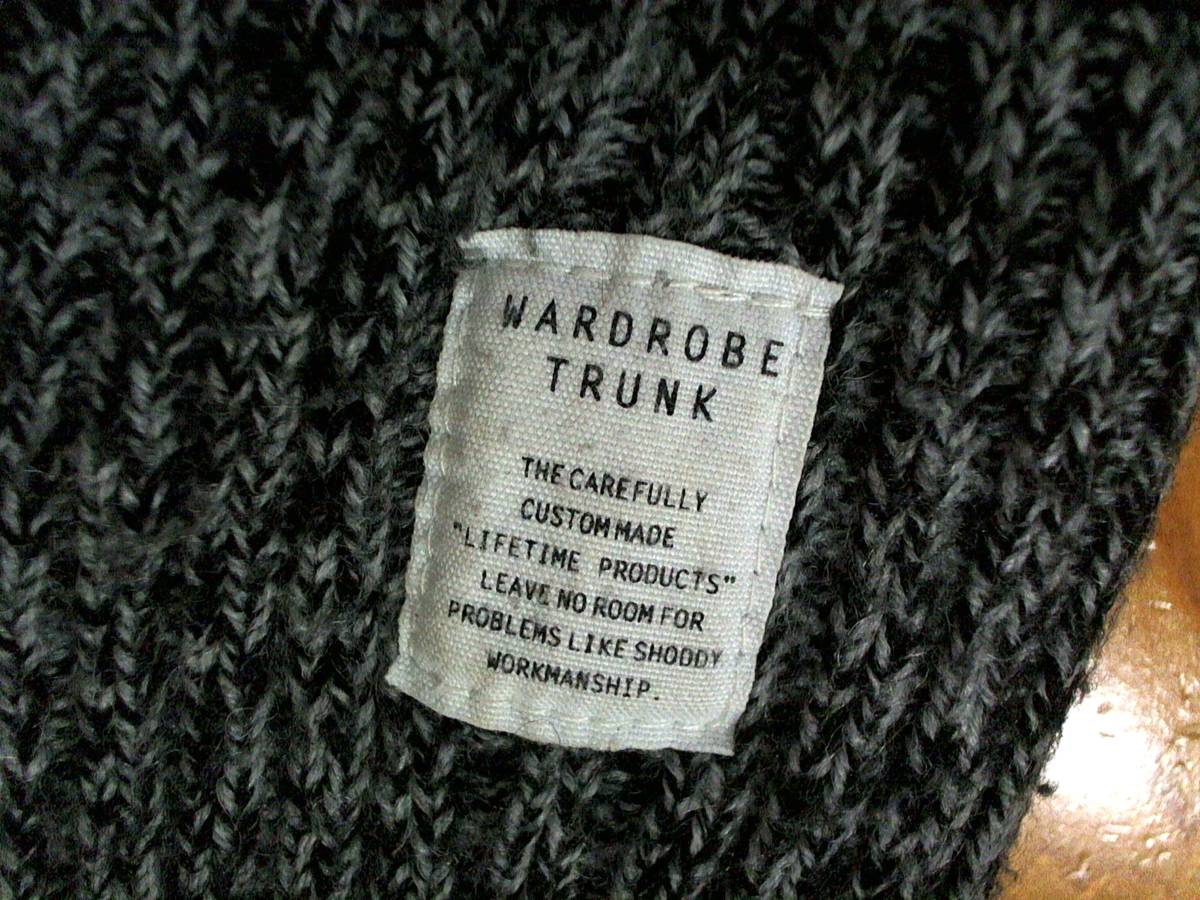 WARDROBE
TRUNK
THE CAREFULLY
CUSTOM MADE
"LIFETIME PRODUCTS"
LEAVE NO ROOM FOR
PROBLEMS LIKE SHODDY
WORKMANSHIP.